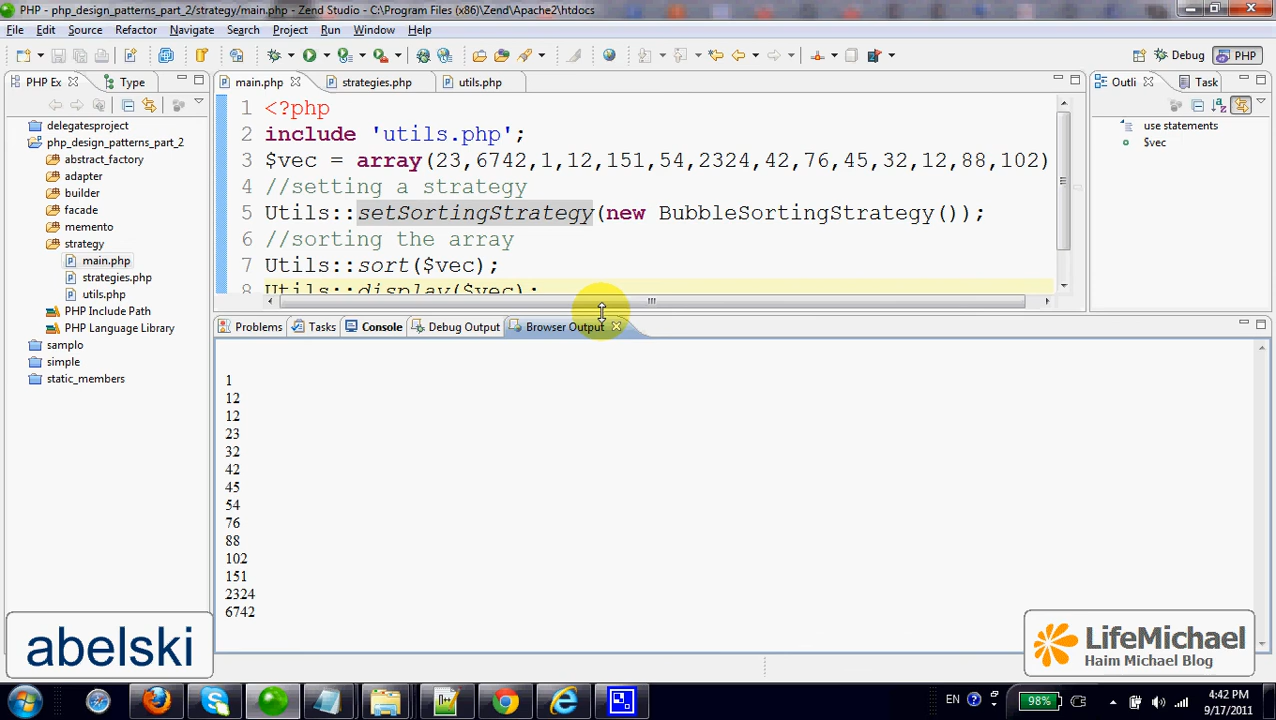 PHP - php_design_patterns_part_2/strategy/main.php - Zend Studio - C:\Program Files (x86)\Zend\Apache2\htdocs
File Edit Source Refactor Navigate Search Project Run Window Help
Debug PHP
PHP Ex Type
main.php strategies.php utils.php
Outli Task
delegatesproject
php_design_patterns_part_2
abstract_factory
adapter
builder
facade
memento
strategy
main.php
strategies.php
utils.php
PHP Include Path
PHP Language Library
samplo
simple
static_members
1 <?php
2 include 'utils.php';
3 $vec = array(23,6742,1,12,151,54,2324,42,76,45,32,12,88,102)
4 //setting a strategy
5 Utils::setSortingStrategy(new BubbleSortingStrategy());
6 //sorting the array
7 Utils::sort($vec);
8 Utils::display($vec);
use statements
$vec
Problems Tasks Console Debug Output Browser Output
1
12
12
23
32
42
45
54
76
88
102
151
2324
6742
abelski
LifeMichael
Haim Michael Blog
EN 98% 4:42 PM
9/17/2011